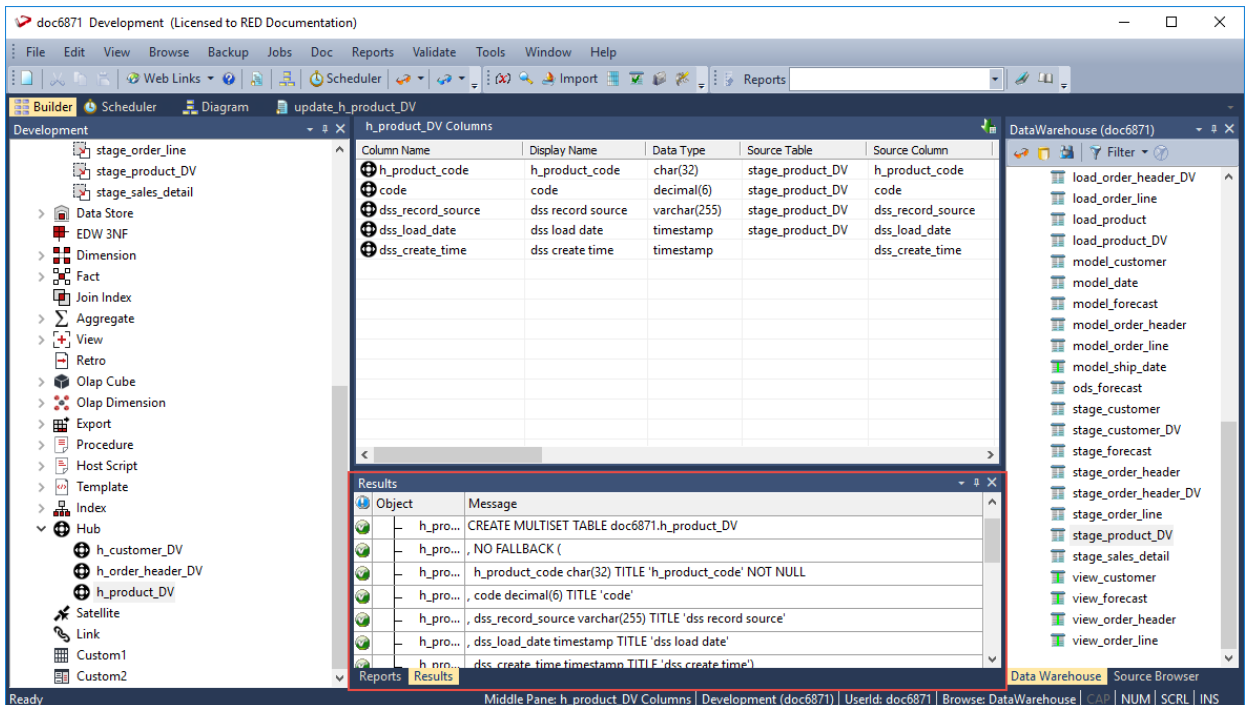 doc6871 Development (Licensed to RED Documentation)
File Edit View Browse Backup Jobs Doc Reports Validate Tools Window Help
Web Links Scheduler Import Reports
Builder Scheduler Diagram update_h_product_DV
Development
stage_order_line
stage_product_DV
stage_sales_detail
Data Store
EDW 3NF
Dimension
Fact
Join Index
Aggregate
View
Retro
Olap Cube
Olap Dimension
Export
Procedure
Host Script
Template
Index
Hub
h_customer_DV
h_order_header_DV
h_product_DV
Satellite
Link
Custom1
Custom2
h_product_DV Columns
Column Name Display Name Data Type Source Table Source Column
h_product_code h_product_code char(32) stage_product_DV h_product_code
code code decimal(6) stage_product_DV code
dss_record_source dss record source varchar(255) stage_product_DV dss_record_source
dss_load_date dss load date timestamp stage_product_DV dss_load_date
dss_create_time dss create time timestamp dss_create_time
Results
Object Message
h_pro... CREATE MULTISET TABLE doc6871.h_product_DV
h_pro... , NO FALLBACK (
h_pro... h_product_code char(32) TITLE 'h_product_code' NOT NULL
h_pro... , code decimal(6) TITLE 'code'
h_pro... , dss_record_source varchar(255) TITLE 'dss record source'
h_pro... , dss_load_date timestamp TITLE 'dss load date'
h_pro... , dss_create_time timestamp TITLE 'dss create time')
Reports Results
DataWarehouse (doc6871)
Filter
load_order_header_DV
load_order_line
load_product
load_product_DV
model_customer
model_date
model_forecast
model_order_header
model_order_line
model_ship_date
ods_forecast
stage_customer
stage_customer_DV
stage_forecast
stage_order_header
stage_order_header_DV
stage_order_line
stage_product_DV
stage_sales_detail
view_customer
view_forecast
view_order_header
view_order_line
Data Warehouse Source Browser
Ready Middle Pane: h_product_DV Columns Development (doc6871) UserId: doc6871 Browse: DataWarehouse CAP NUM SCRL INS